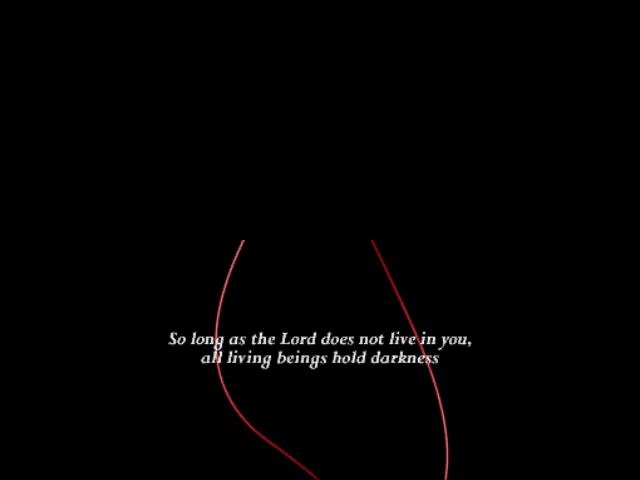 So long as the Lord does not live in you,
all living beings hold darkness